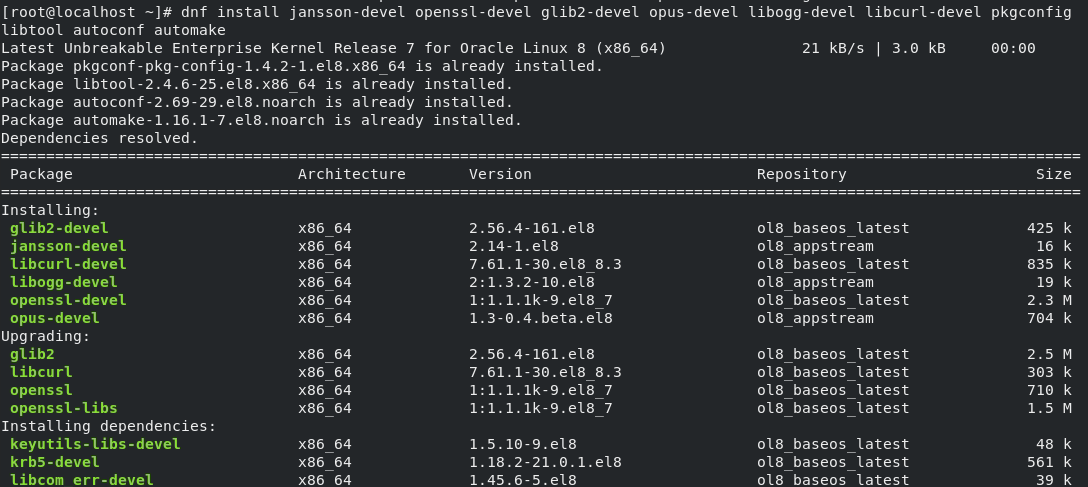 [root@localhost ~]# dnf install jansson-devel openssl-devel glib2-devel opus-devel libogg-devel libcurl-devel pkgconfig
libtool autoconf automake
Latest Unbreakable Enterprise Kernel Release 7 for Oracle Linux 8 (x86_64) 21 kB/s | 3.0 kB 00:00
Package pkgconf-pkg-config-1.4.2-1.el8.x86_64 is already installed.
Package libtool-2.4.6-25.el8.x86_64 is already installed.
Package autoconf-2.69-29.el8.noarch is already installed.
Package automake-1.16.1-7.el8.noarch is already installed.
Dependencies resolved.
================================================================================
Package Architecture Version Repository Size
================================================================================
Installing:
glib2-devel x86_64 2.56.4-161.el8 ol8_baseos_latest 425 k
jansson-devel x86_64 2.14-1.el8 ol8_appstream 16 k
libcurl-devel x86_64 7.61.1-30.el8_8.3 ol8_baseos_latest 835 k
libogg-devel x86_64 2:1.3.2-10.el8 ol8_appstream 19 k
openssl-devel x86_64 1:1.1.1k-9.el8_7 ol8_baseos_latest 2.3 M
opus-devel x86_64 1.3-0.4.beta.el8 ol8_appstream 704 k
Upgrading:
glib2 x86_64 2.56.4-161.el8 ol8_baseos_latest 2.5 M
libcurl x86_64 7.61.1-30.el8_8.3 ol8_baseos_latest 303 k
openssl x86_64 1:1.1.1k-9.el8_7 ol8_baseos_latest 710 k
openssl-libs x86_64 1:1.1.1k-9.el8_7 ol8_baseos_latest 1.5 M
Installing dependencies:
keyutils-libs-devel x86_64 1.5.10-9.el8 ol8_baseos_latest 48 k
krb5-devel x86_64 1.18.2-21.0.1.el8 ol8_baseos_latest 561 k
libcom_err-devel x86_64 1.45.6-5.el8 ol8_baseos_latest 39 k